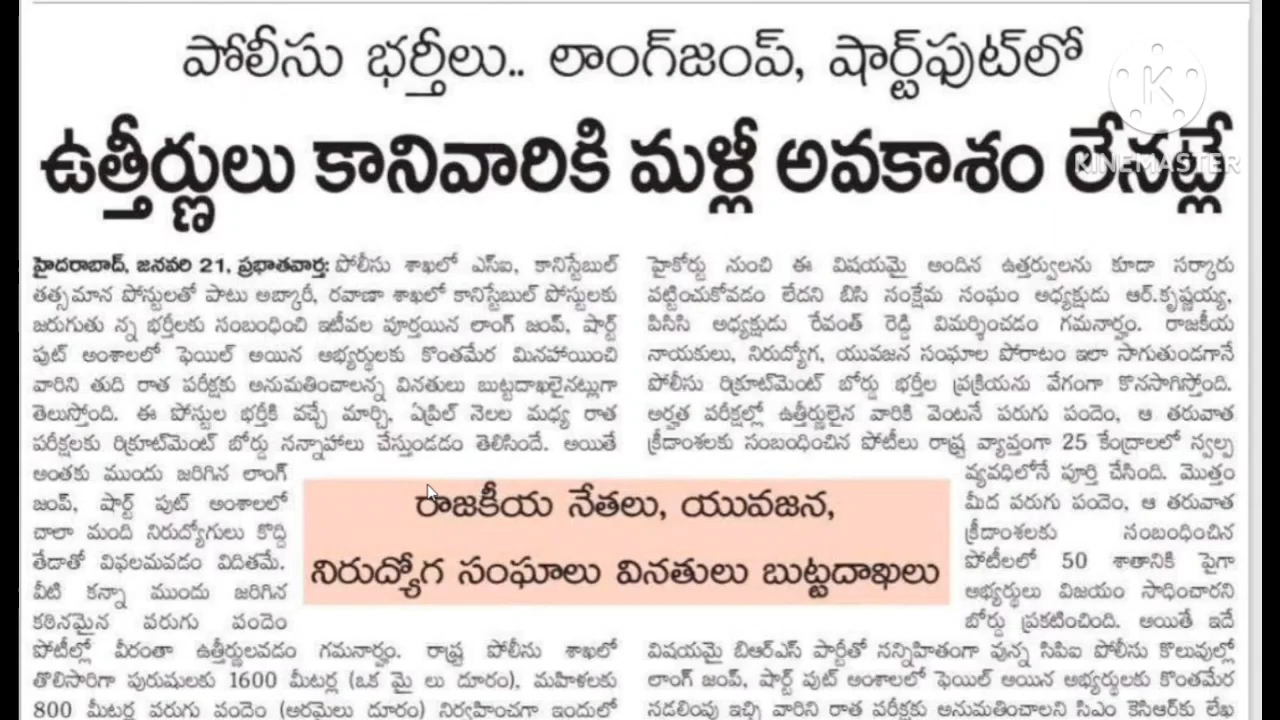 పోలీసు భర్తీలు.. లాంగ్‌జంప్, షార్ట్‌ఫుట్‌లో
ఉత్తీర్ణులు కానివారికి మళ్లీ అవకాశం లేనట్లే
KINEMASTER
హైదరాబాద్, జనవరి 21, ప్రభాతవార్త: పోలీసు శాఖలో ఎస్ఐ, కానిస్టేబుల్
తత్సమాన పోస్టులతో పాటు అబ్కారీ, రవాణా శాఖలో కానిస్టేబుల్ పోస్టులకు
జరుగుతు న్న భర్తీలకు సంబంధించి ఇటీవల పూర్తయిన లాంగ్ జంప్, షార్ట్
పుట్ అంశాలలో ఫెయిల్ అయిన అభ్యర్థులకు కొంతమేర మినహాయించి
వారిని తుది రాత పరీక్షకు అనుమతించాలన్న వినతులు బుట్టదాఖలైనట్లుగా
తెలుస్తోంది. ఈ పోస్టుల భర్తీకి వచ్చే మార్చి, ఏప్రిల్ నెలల మధ్య రాత
పరీక్షలకు రిక్రూట్‌మెంట్ బోర్డు సన్నాహాలు చేస్తుండడం తెలిసిందే. అయితే
అంతకు ముందు జరిగిన లాంగ్
జంప్, షార్ట్ పుట్ అంశాలలో
చాలా మంది నిరుద్యోగులు కొద్ది
తేడాతో విఫలమవడం విదితమే.
వీటి కన్నా ముందు జరిగిన
కఠినమైన పరుగు పందెం
పోటీల్లో వీరంతా ఉత్తీర్ణులవడం గమనార్హం. రాష్ట్ర పోలీసు శాఖలో
తొలిసారిగా పురుషులకు 1600 మీటర్ల (ఒక మై లు దూరం), మహిళలకు
800 మీటర్ల పరుగు పందెం (అరమైలు దూరం) నిర్వహించగా ఇందులో
రాజకీయ నేతలు, యువజన,
నిరుద్యోగ సంఘాలు వినతులు బుట్టదాఖలు
హైకోర్టు నుంచి ఈ విషయమై అందిన ఉత్తర్వులను కూడా సర్కారు
పట్టించుకోవడం లేదని బిసి సంక్షేమ సంఘం అధ్యక్షుడు ఆర్.కృష్ణయ్య,
పిసిసి అధ్యక్షుడు రేవంత్ రెడ్డి విమర్శించడం గమనార్హం. రాజకీయ
నాయకులు, నిరుద్యోగ, యువజన సంఘాల పోరాటం ఇలా సాగుతుండగానే
పోలీసు రిక్రూట్‌మెంట్ బోర్డు భర్తీల ప్రక్రియను వేగంగా కొనసాగిస్తోంది.
అర్హత పరీక్షల్లో ఉత్తీర్ణులైన వారికి వెంటనే పరుగు పందెం, ఆ తరువాత
క్రీడాంశలకు సంబంధించిన పోటీలు రాష్ట్ర వ్యాప్తంగా 25 కేంద్రాలలో స్వల్ప
వ్యవధిలోనే పూర్తి చేసింది. మొత్తం
మీద పరుగు పందెం, ఆ తరువాత
క్రీడాంశలకు సంబంధించిన
పోటీలలో 50 శాతానికి పైగా
అభ్యర్థులు విజయం సాధించారని
బోర్డు ప్రకటించింది. అయితే ఇదే
విషయమై బిఆర్ఎస్ పార్టీతో సన్నిహితంగా వున్న సిపిఐ పోలీసు కొలువుల్లో
లాంగ్ జంప్, షార్ట్ పుట్ అంశాలలో ఫెయిల్ అయిన అభ్యర్థులకు కొంతమేర
సడలింపు ఇచ్చి వారిని రాత పరీక్షకు అనుమతించాలని సిఎం కెసిఆర్‌కు లేఖ